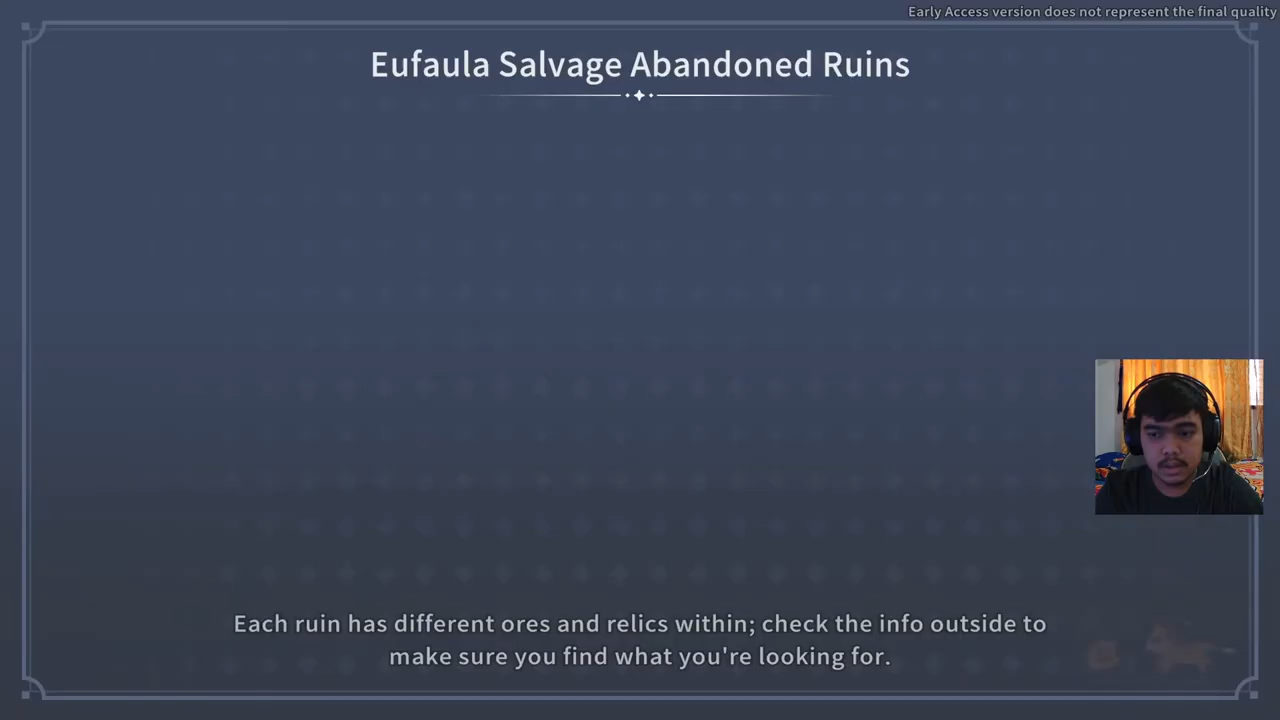 Early Access version does not represent the final quality
Eufaula Salvage Abandoned Ruins
Each ruin has different ores and relics within; check the info outside to
make sure you find what you're looking for.